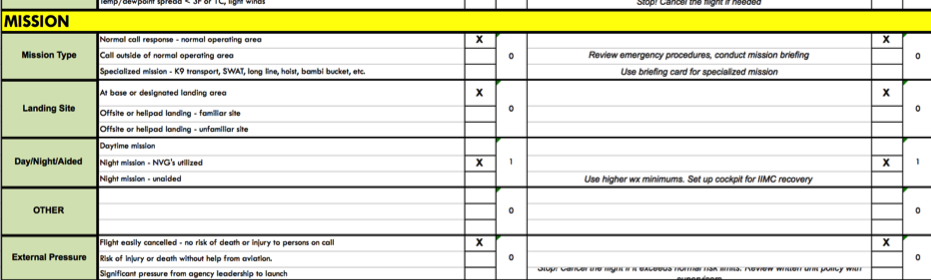 Temp/dewpoint spread < 3F or 1C, light winds
Stop! Cancel the flight if needed
MISSION
Mission Type
Normal call response - normal operating area X X
Call outside of normal operating area 0 Review emergency procedures, conduct mission briefing 0
Specialized mission - K9 transport, SWAT, long line, hoist, bambi bucket, etc. Use briefing card for specialized mission
Landing Site
At base or designated landing area X X
0 0
Offsite or helipad landing - familiar site
Offsite or helipad landing - unfamiliar site
Day/Night/Aided
Daytime mission
Night mission - NVG's utilized X 1 X 1
Night mission - unaided Use higher wx minimums. Set up cockpit for IIMC recovery
OTHER 0 0
External Pressure
Flight easily cancelled - no risk of death or injury to persons on call X X
Risk of injury or death without help from aviation. 0 0
Significant pressure from agency leadership to launch Stop! Cancel the flight if it exceeds normal risk limits. Review written unit policy with